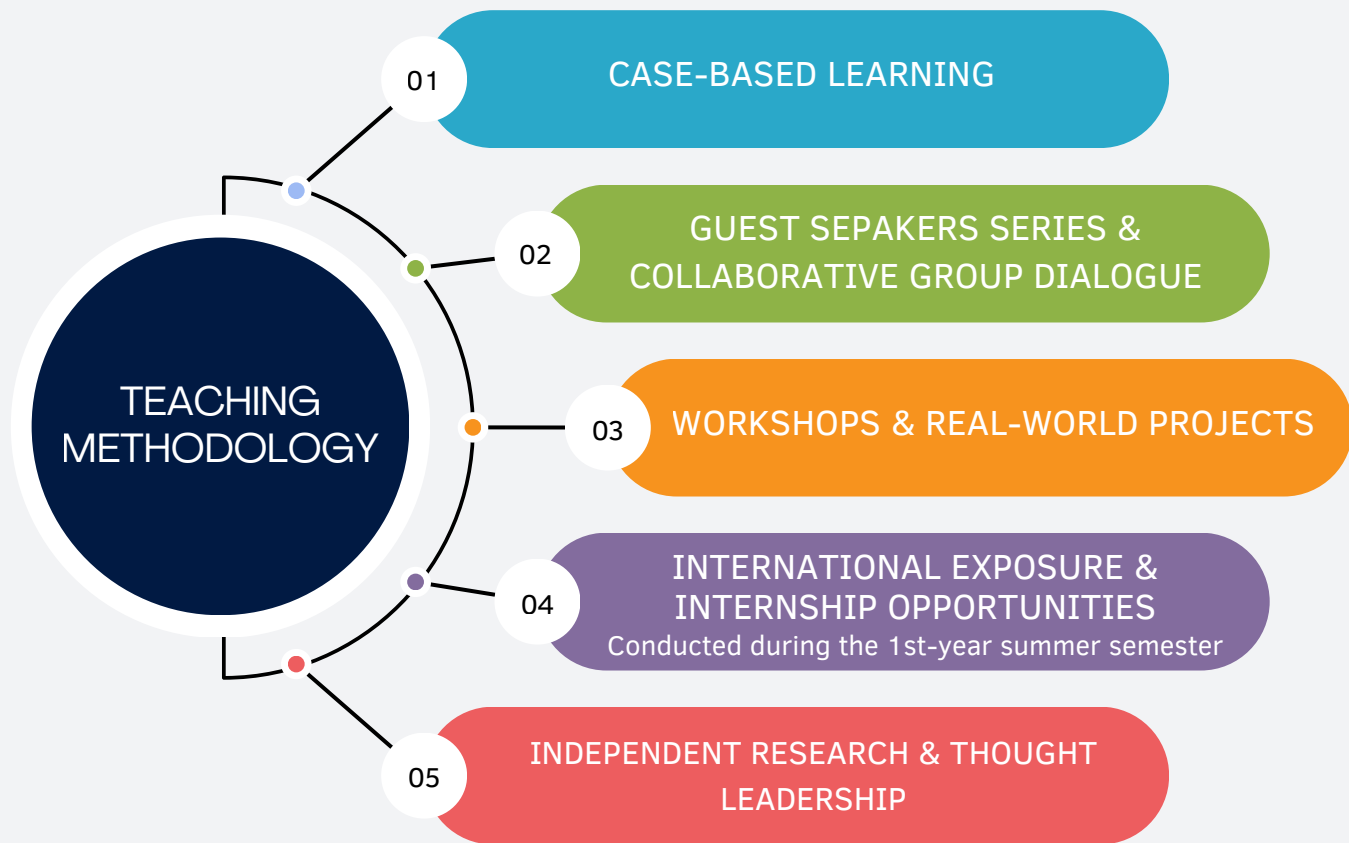 TEACHING
METHODOLOGY
01
CASE-BASED LEARNING
02
GUEST SEPAKERS SERIES &
COLLABORATIVE GROUP DIALOGUE
03
WORKSHOPS & REAL-WORLD PROJECTS
04
INTERNATIONAL EXPOSURE &
INTERNSHIP OPPORTUNITIES
Conducted during the 1st-year summer semester
05
INDEPENDENT RESEARCH & THOUGHT
LEADERSHIP